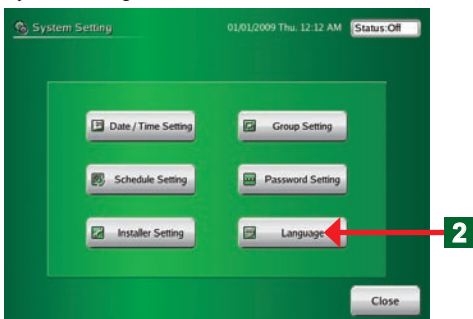 System Setting 01/01/2009 Thu. 12:12 AM Status:Off
Date / Time Setting Group Setting
Schedule Setting Password Setting
Installer Setting Language
2
Close